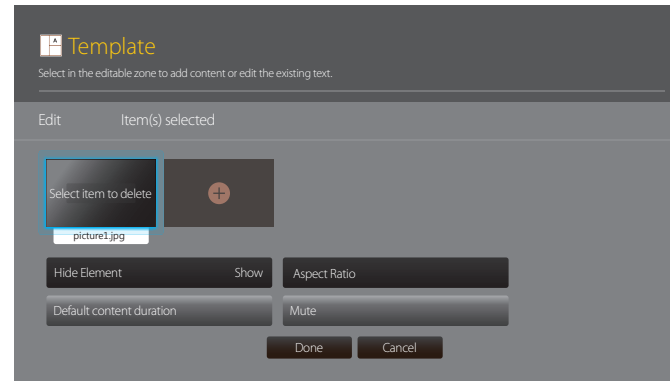 A
Template
Select in the editable zone to add content or edit the existing text.
Edit Item(s) selected
Select item to delete
picture1.jpg
Hide Element Show Aspect Ratio
Default content duration Mute
Done Cancel